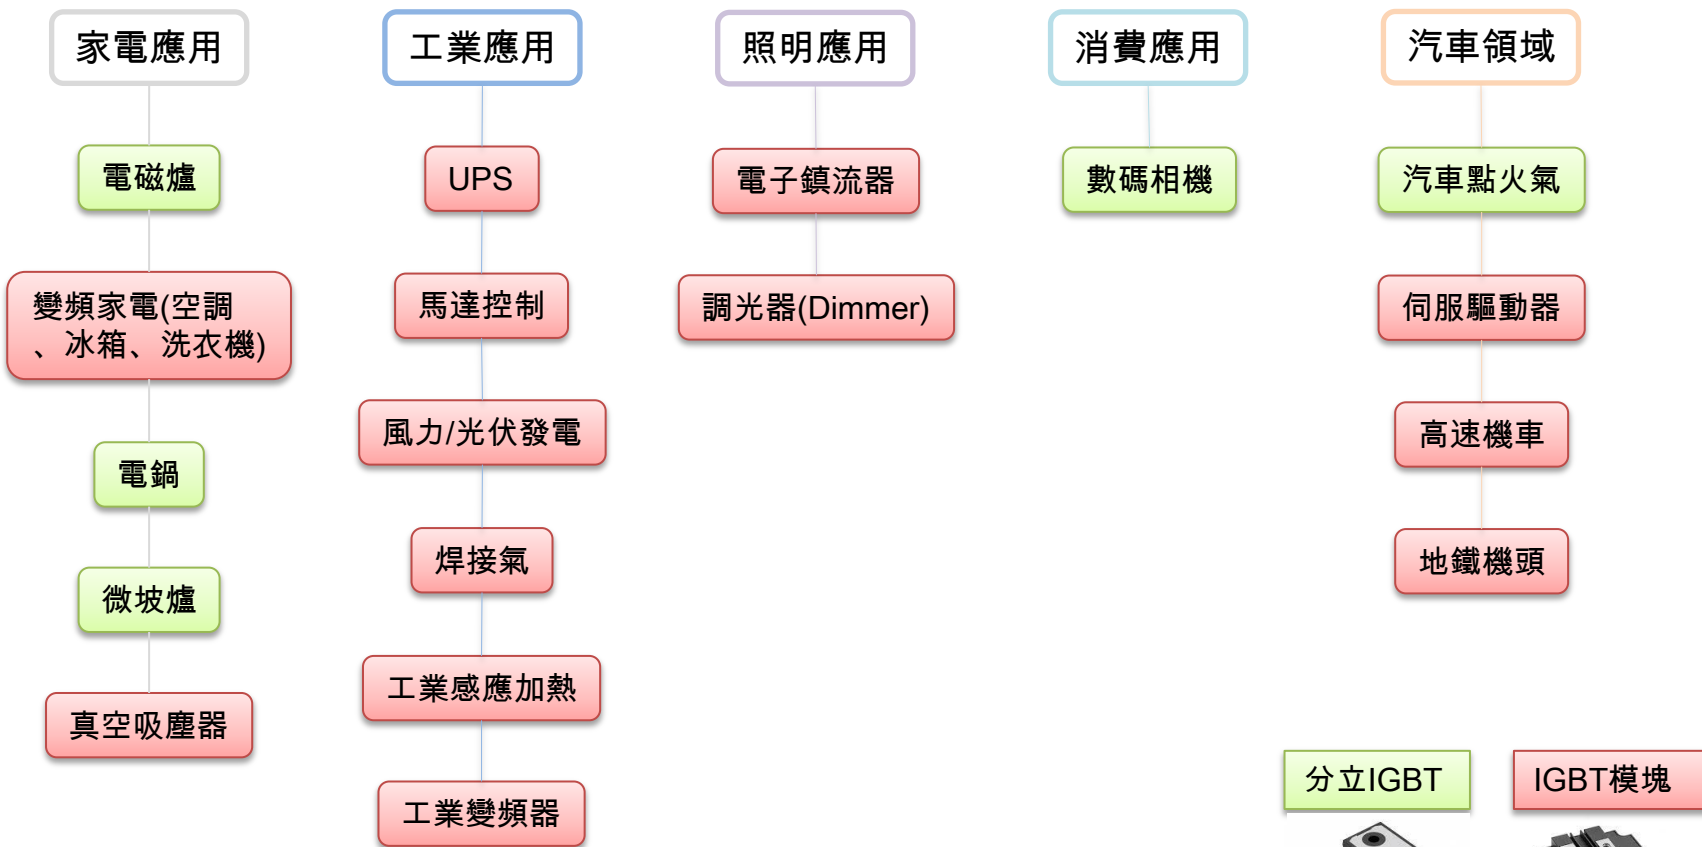 家電應用
電磁爐
變頻家電(空調
、冰箱、洗衣機)
電鍋
微坡爐
真空吸塵器
工業應用
UPS
馬達控制
風力/光伏發電
焊接氣
工業感應加熱
工業變頻器
照明應用
電子鎮流器
調光器(Dimmer)
消費應用
數碼相機
汽車領域
汽車點火氣
伺服驅動器
高速機車
地鐵機頭
分立IGBT
IGBT模塊